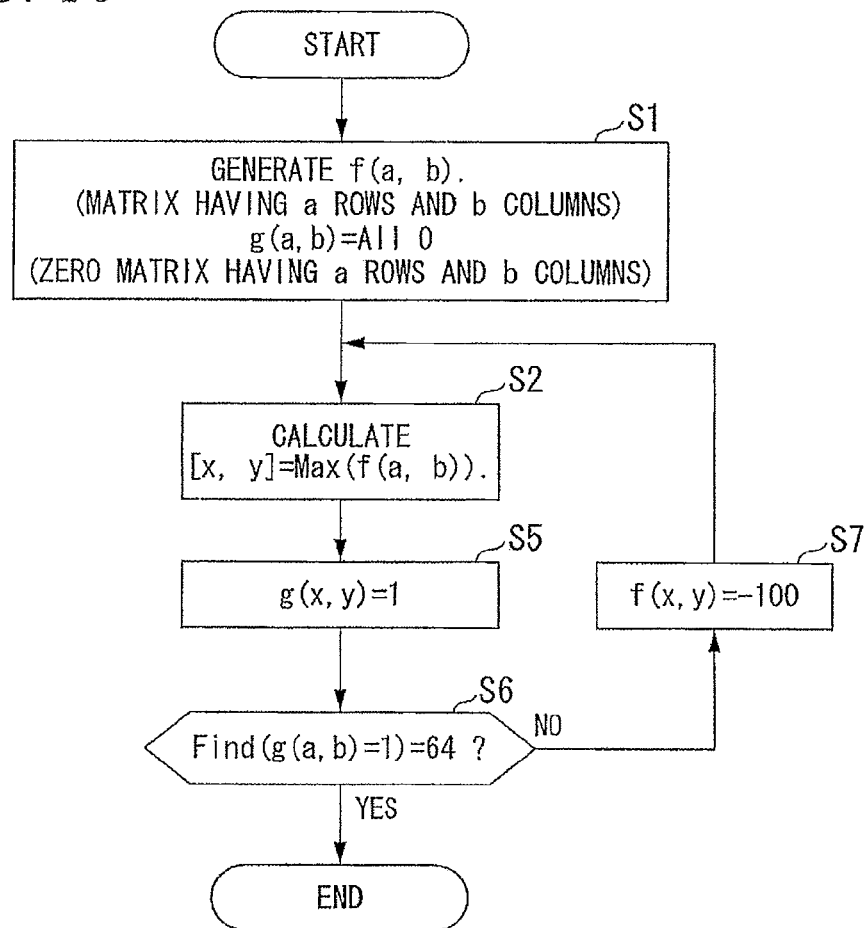 START
S1
GENERATE f(a, b).
(MATRIX HAVING a ROWS AND b COLUMNS)
g(a,b)=All 0
(ZERO MATRIX HAVING a ROWS AND b COLUMNS)
S2
CALCULATE
[x, y]=Max(f(a, b)).
S5
g(x,y)=1
S7
f(x,y)=-100
S6
Find(g(a,b)=1)=64 ?
NO
YES
END